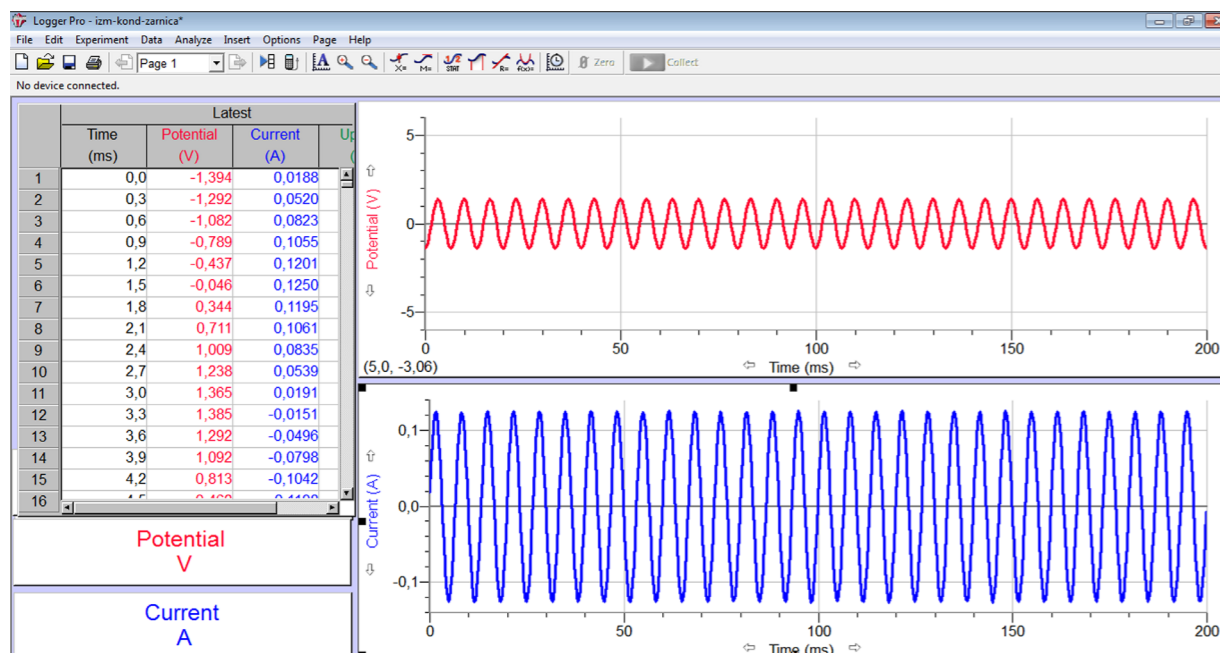 Logger Pro - izm-kond-zarnica*
File Edit Experiment Data Analyze Insert Options Page Help
Page 1
Zero
Collect
No device connected.
Latest
Time Potential Current
(ms) (V) (A)
1 0,0 -1,394 0,0188
2 0,3 -1,292 0,0520
3 0,6 -1,082 0,0823
4 0,9 -0,789 0,1055
5 1,2 -0,437 0,1201
6 1,5 -0,046 0,1250
7 1,8 0,344 0,1195
8 2,1 0,711 0,1061
9 2,4 1,009 0,0835
10 2,7 1,238 0,0539
11 3,0 1,365 0,0191
12 3,3 1,385 -0,0151
13 3,6 1,292 -0,0496
14 3,9 1,092 -0,0798
15 4,2 0,813 -0,1042
16
Potential
V
Current
A
Potential (V)
5
0
-5
0 50 100 150 200
(5,0, -3,06)
Time (ms)
Current (A)
0,1
0,0
-0,1
0 50 100 150 200
Time (ms)